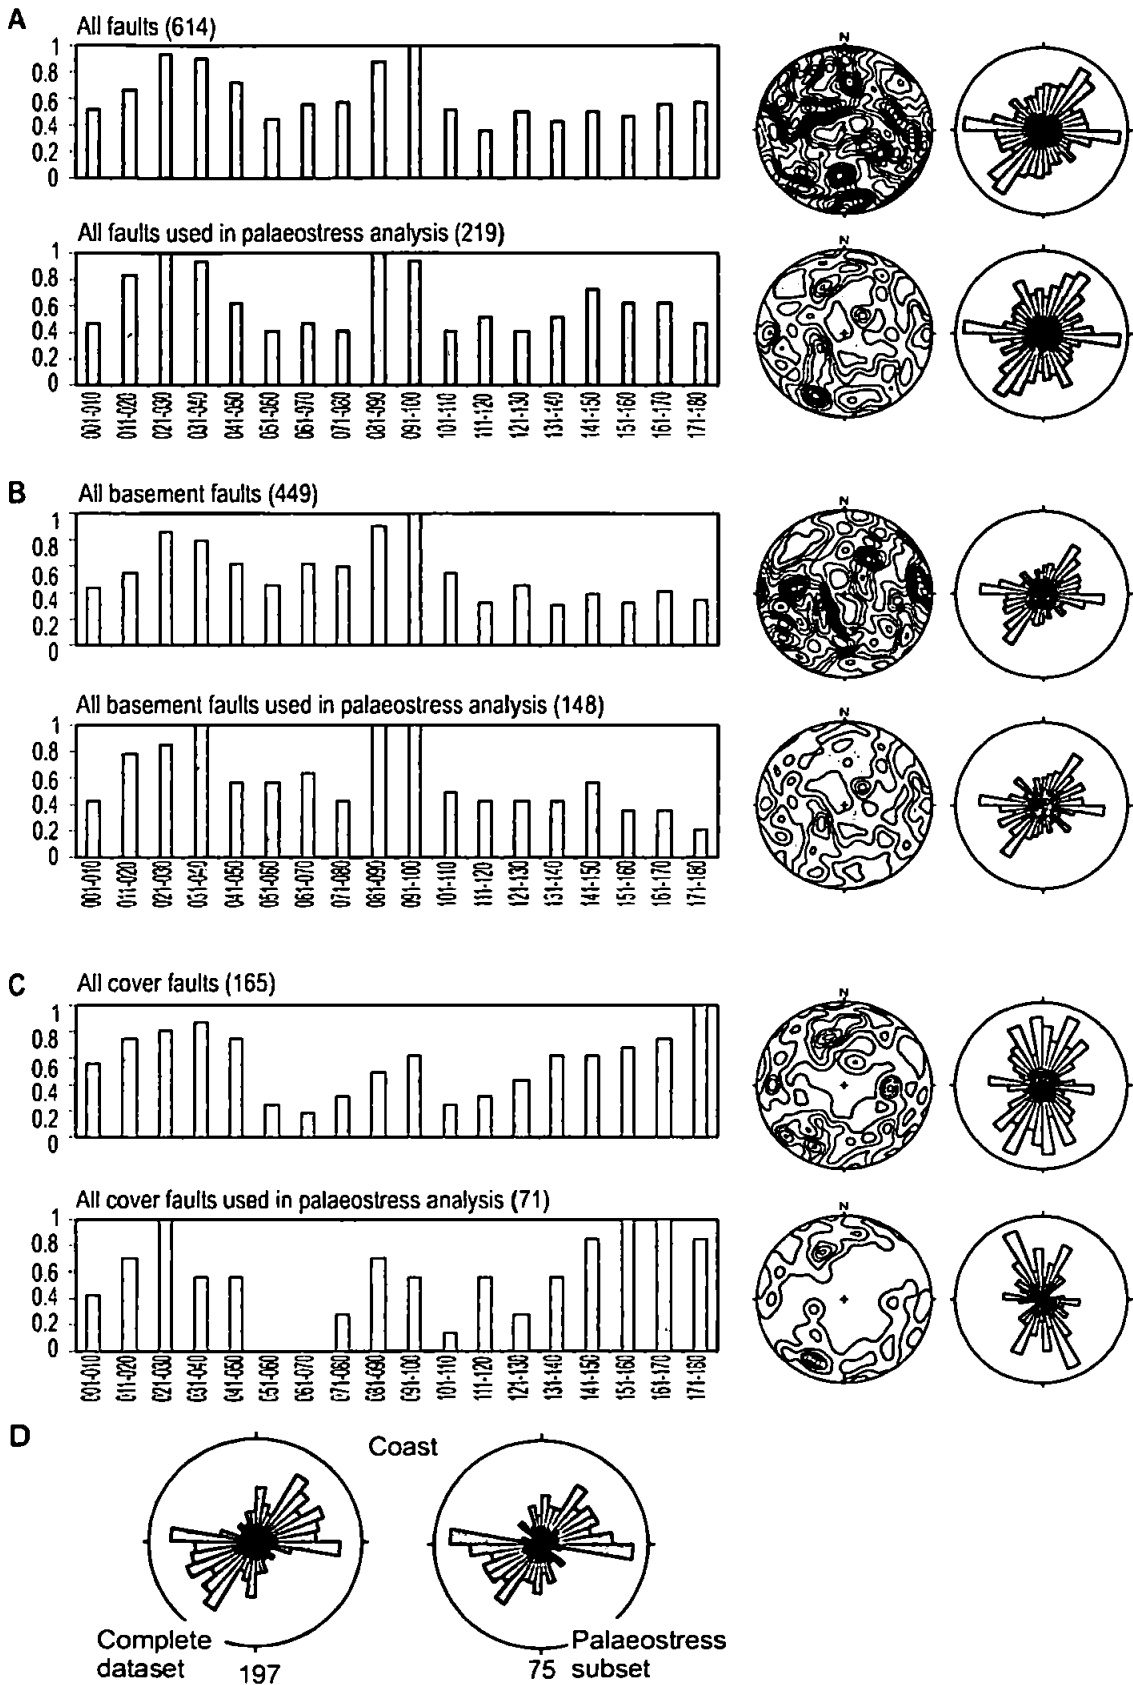 A
All faults (614)
1
0.8
0.6
0.4
0.2
0
N
All faults used in palaeostress analysis (219)
1
0.8
0.6
0.4
0.2
0
N
001-010 011-020 021-030 031-040 041-050 051-060 061-070 071-080 081-090 091-100 101-110 111-120 121-130 131-140 141-150 151-160 161-170 171-180
B
All basement faults (449)
1
0.8
0.6
0.4
0.2
0
N
All basement faults used in palaeostress analysis (148)
1
0.8
0.6
0.4
0.2
0
N
001-010 011-020 021-030 031-040 041-050 051-060 061-070 071-080 081-090 091-100 101-110 111-120 121-130 131-140 141-150 151-160 161-170 171-180
C
All cover faults (165)
1
0.8
0.6
0.4
0.2
0
N
All cover faults used in palaeostress analysis (71)
1
0.8
0.6
0.4
0.2
0
N
001-010 011-020 021-030 031-040 041-050 051-060 061-070 071-080 081-090 091-100 101-110 111-120 121-130 131-140 141-150 151-160 161-170 171-180
D
Coast
Complete
dataset
197
75
Palaeostress
subset